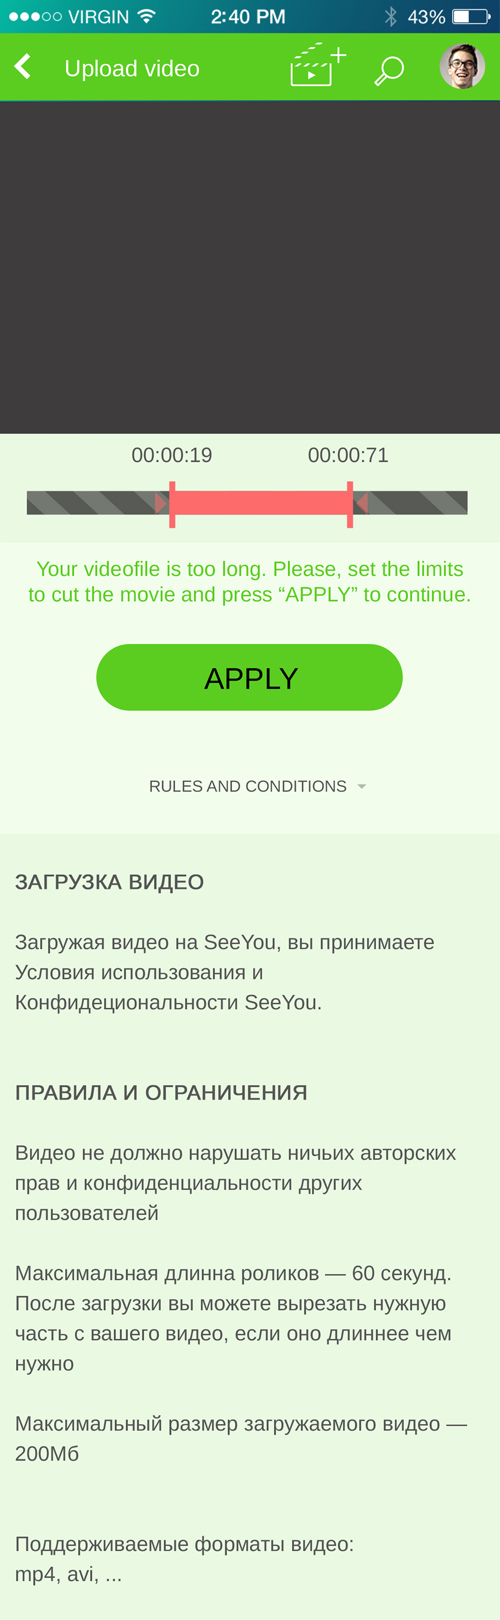 VIRGIN 2:40 PM 43%
Upload video
00:00:19 00:00:71
Your videofile is too long. Please, set the limits
to cut the movie and press “APPLY” to continue.
APPLY
RULES AND CONDITIONS
ЗАГРУЗКА ВИДЕО
Загружая видео на SeeYou, вы принимаете
Условия использования и
Конфидециональности SeeYou.
ПРАВИЛА И ОГРАНИЧЕНИЯ
Видео не должно нарушать ничьих авторских
прав и конфиденциальности других
пользователей
Максимальная длинна роликов — 60 секунд.
После загрузки вы можете вырезать нужную
часть с вашего видео, если оно длиннее чем
нужно
Максимальный размер загружаемого видео —
200Мб
Поддерживаемые форматы видео:
mp4, avi, ...